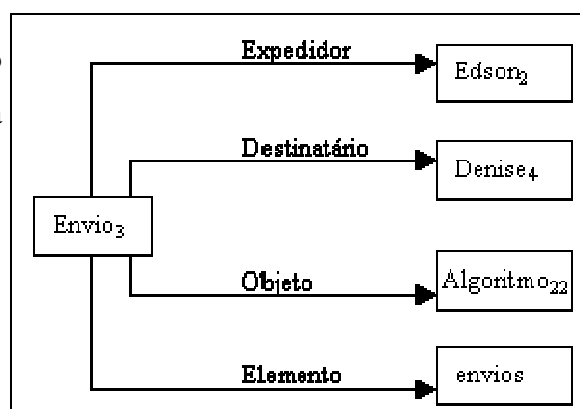 Expedidor
Edson₂
Destinatário
Denise₄
Envio₃
Objeto
Algoritmo₂₂
Elemento
envios